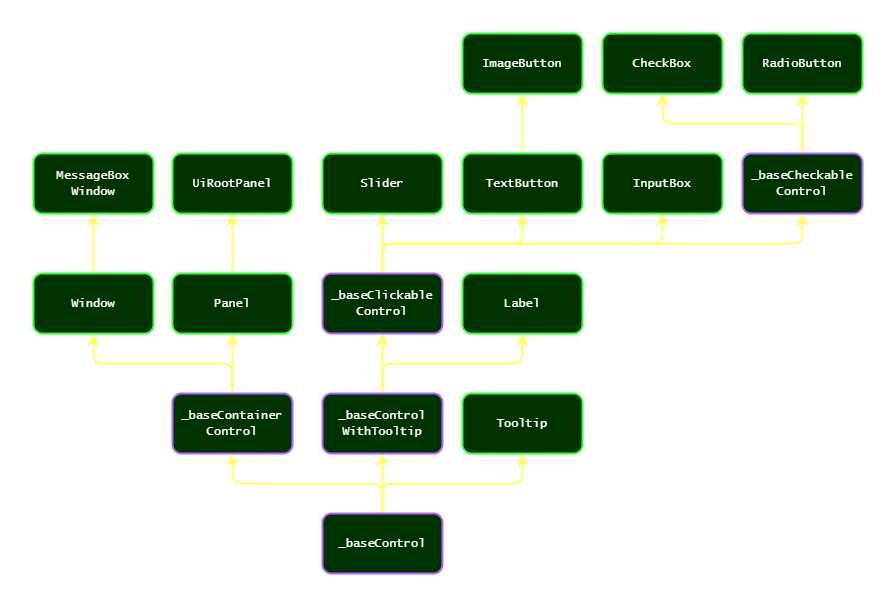 ImageButton
CheckBox
RadioButton
MessageBox
Window
UiRootPanel
Slider
TextButton
InputBox
_baseCheckable
Control
Window
Panel
_baseClickable
Control
Label
_baseContainer
Control
_baseControl
WithTooltip
Tooltip
_baseControl